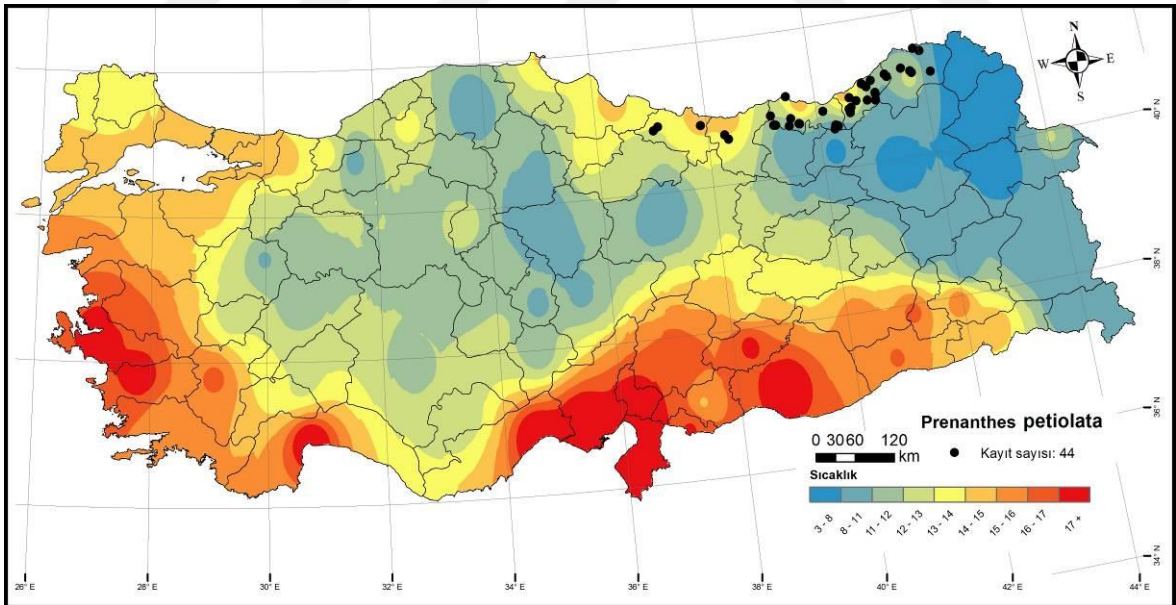 N
W E
S
40° N
38° N
36° N
34° N
Prenanthes petiolata
0 30 60 120
km
Kayıt sayısı: 44
Sıcaklık
3 - 8
8 - 11
11 - 12
12 - 13
13 - 14
14 - 15
15 - 16
16 - 17
17 +
26° E 28° E 30° E 32° E 34° E 36° E 38° E 40° E 42° E 44° E